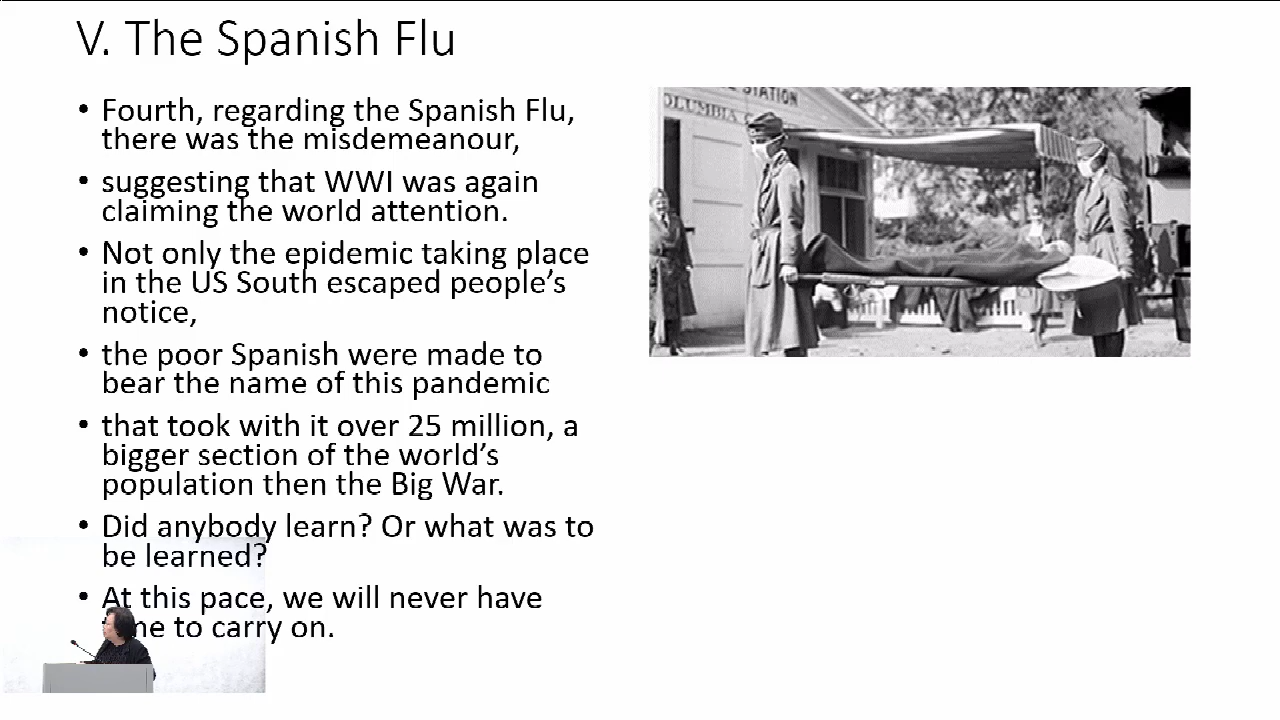 V. The Spanish Flu
• Fourth, regarding the Spanish Flu,
there was the misdemeanour,
• suggesting that WWI was again
claiming the world attention.
• Not only the epidemic taking place
in the US South escaped people’s
notice,
• the poor Spanish were made to
bear the name of this pandemic
• that took with it over 25 million, a
bigger section of the world’s
population then the Big War.
• Did anybody learn? Or what was to
be learned?
• At this pace, we will never have
me to carry on.
STATION
OLUMBIA